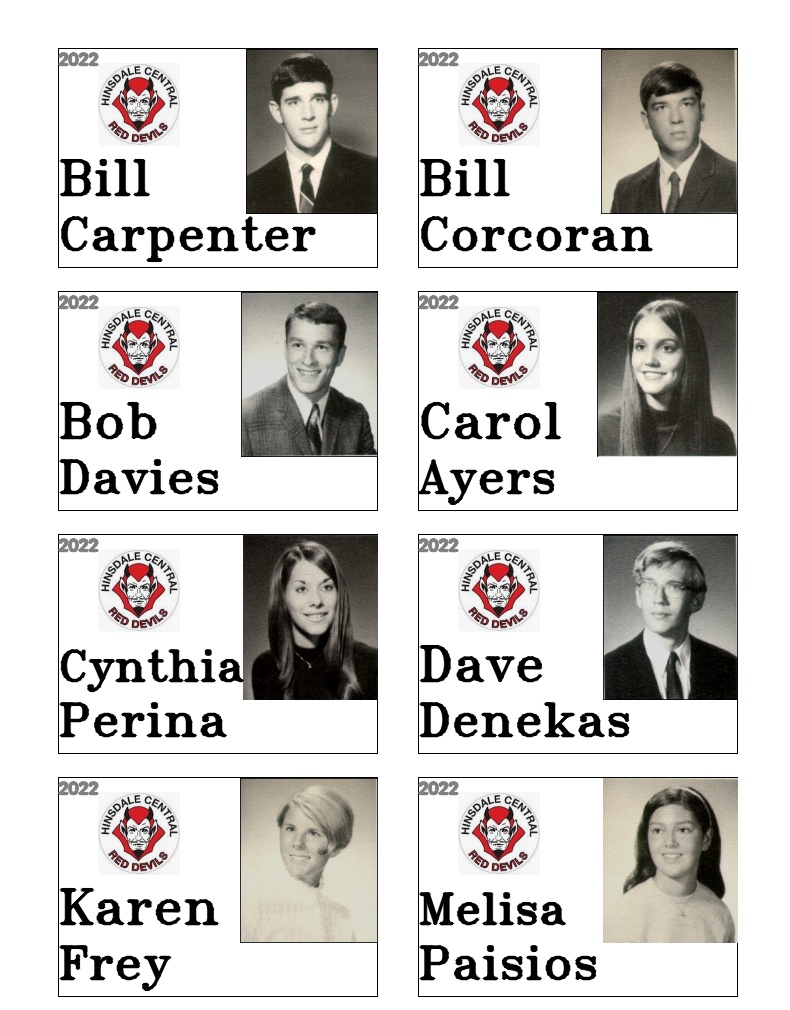 2022
HINSDALE CENTRAL
RED DEVILS
Bill
Carpenter
2022
HINSDALE CENTRAL
RED DEVILS
Bill
Corcoran
2022
HINSDALE CENTRAL
RED DEVILS
Bob
Davies
2022
HINSDALE CENTRAL
RED DEVILS
Carol
Ayers
2022
HINSDALE CENTRAL
RED DEVILS
Cynthia
Perina
2022
HINSDALE CENTRAL
RED DEVILS
Dave
Denekas
2022
HINSDALE CENTRAL
RED DEVILS
Karen
Frey
2022
HINSDALE CENTRAL
RED DEVILS
Melisa
Paisios